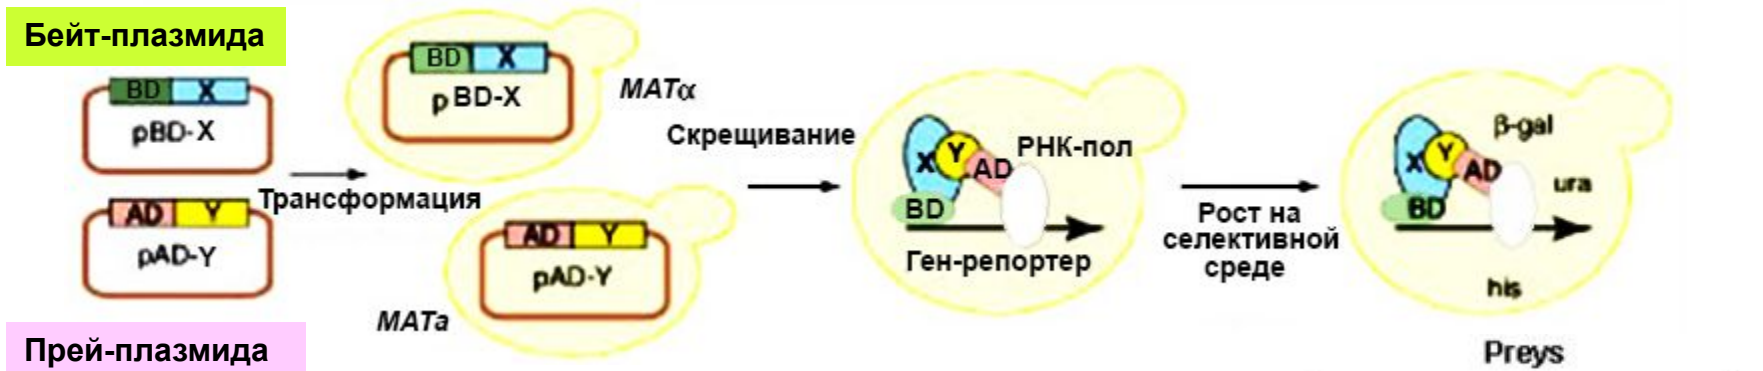 Бейт-плазмида
BD X
pBD-X
AD Y
pAD-Y
Прей-плазмида
Трансформация
BD X
pBD-X
MATα
AD Y
pAD-Y
MATa
Скрещивание
X Y AD
BD
РНК-пол
Ген-репортер
Рост на
селективной
среде
X Y AD
BD
β-gal
ura
his
Preys